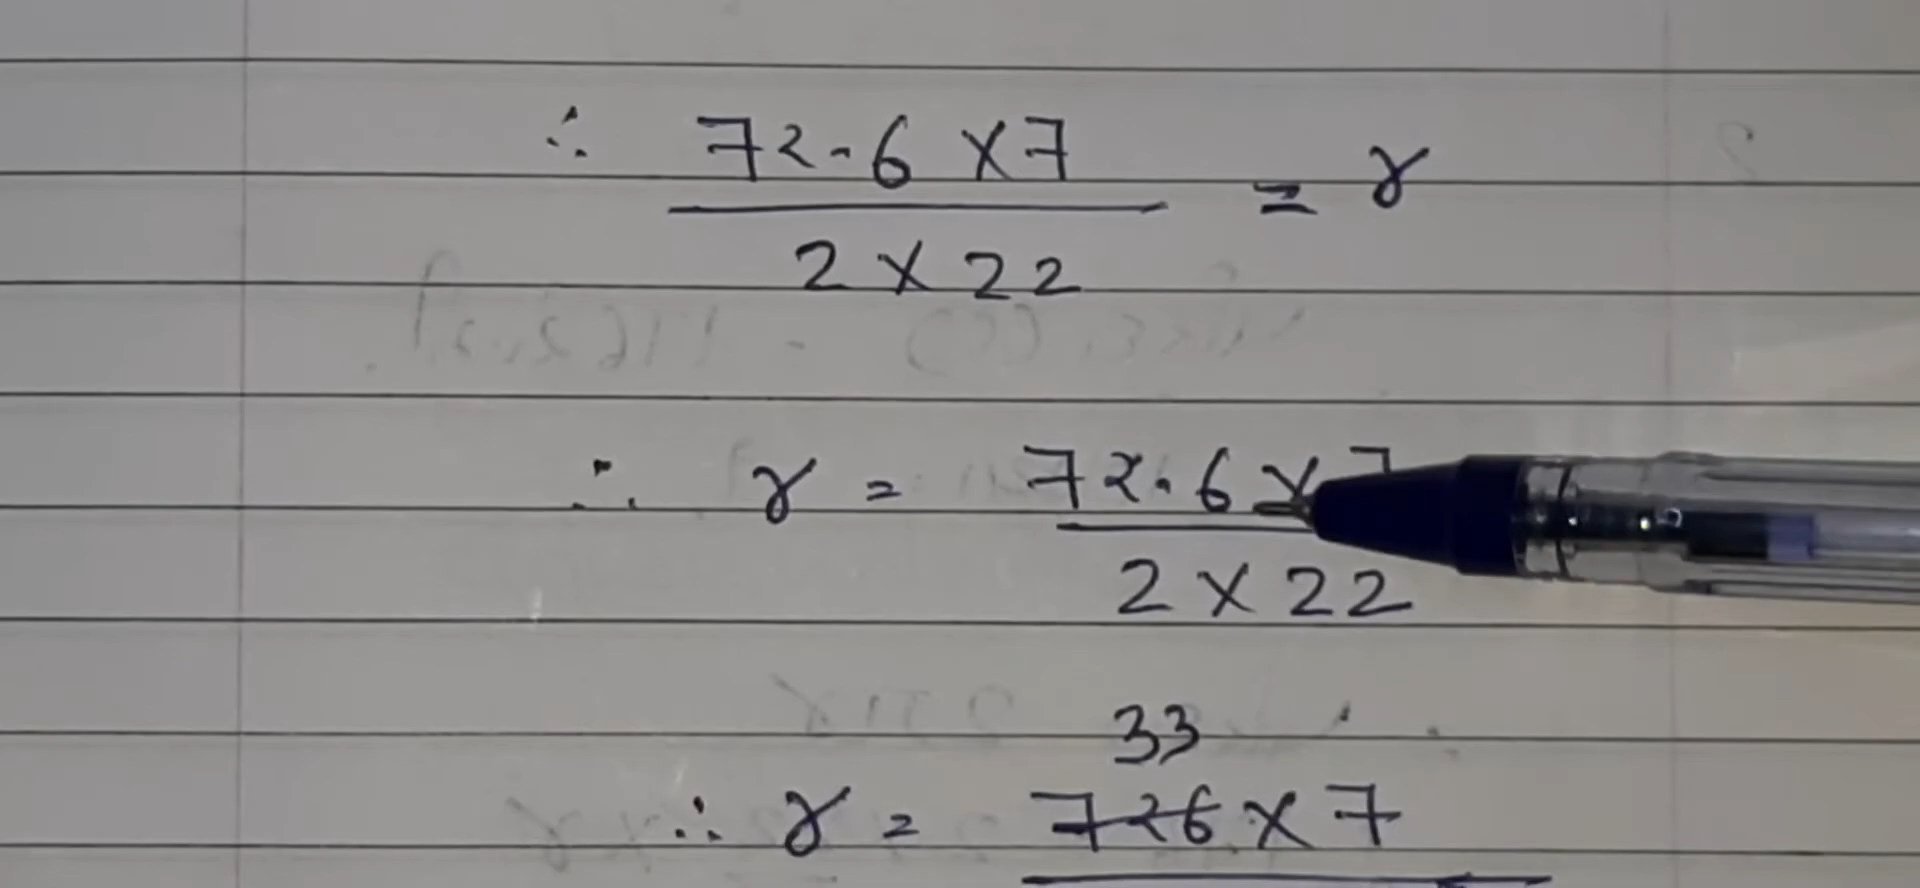 ∴ 72.6 × 7
2 × 22
= r
∴ r = 72.6 × 7
2 × 22
33
∴ r = 726 × 7